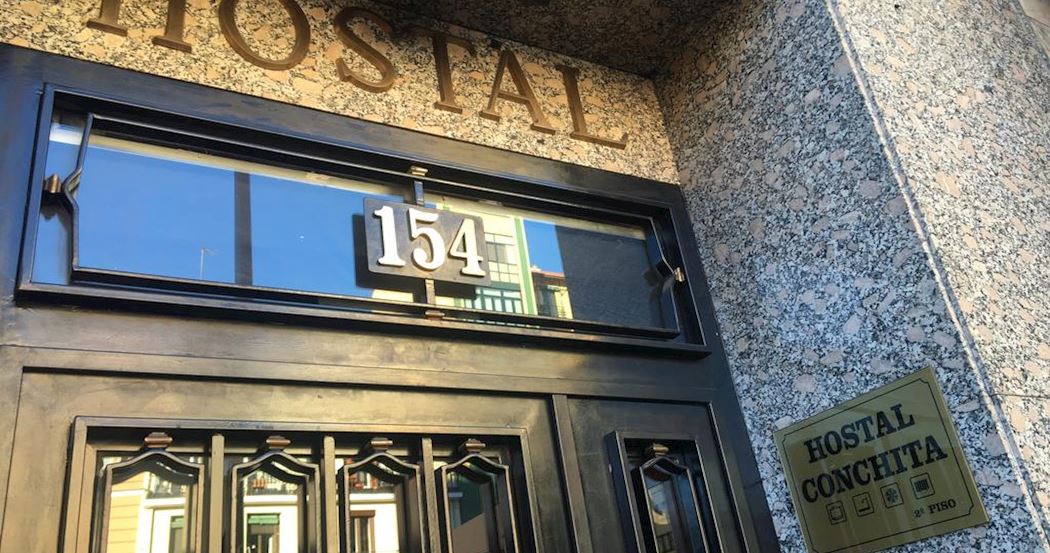 HOSTAL
154
HOSTAL
CONCHITA
2º PISO